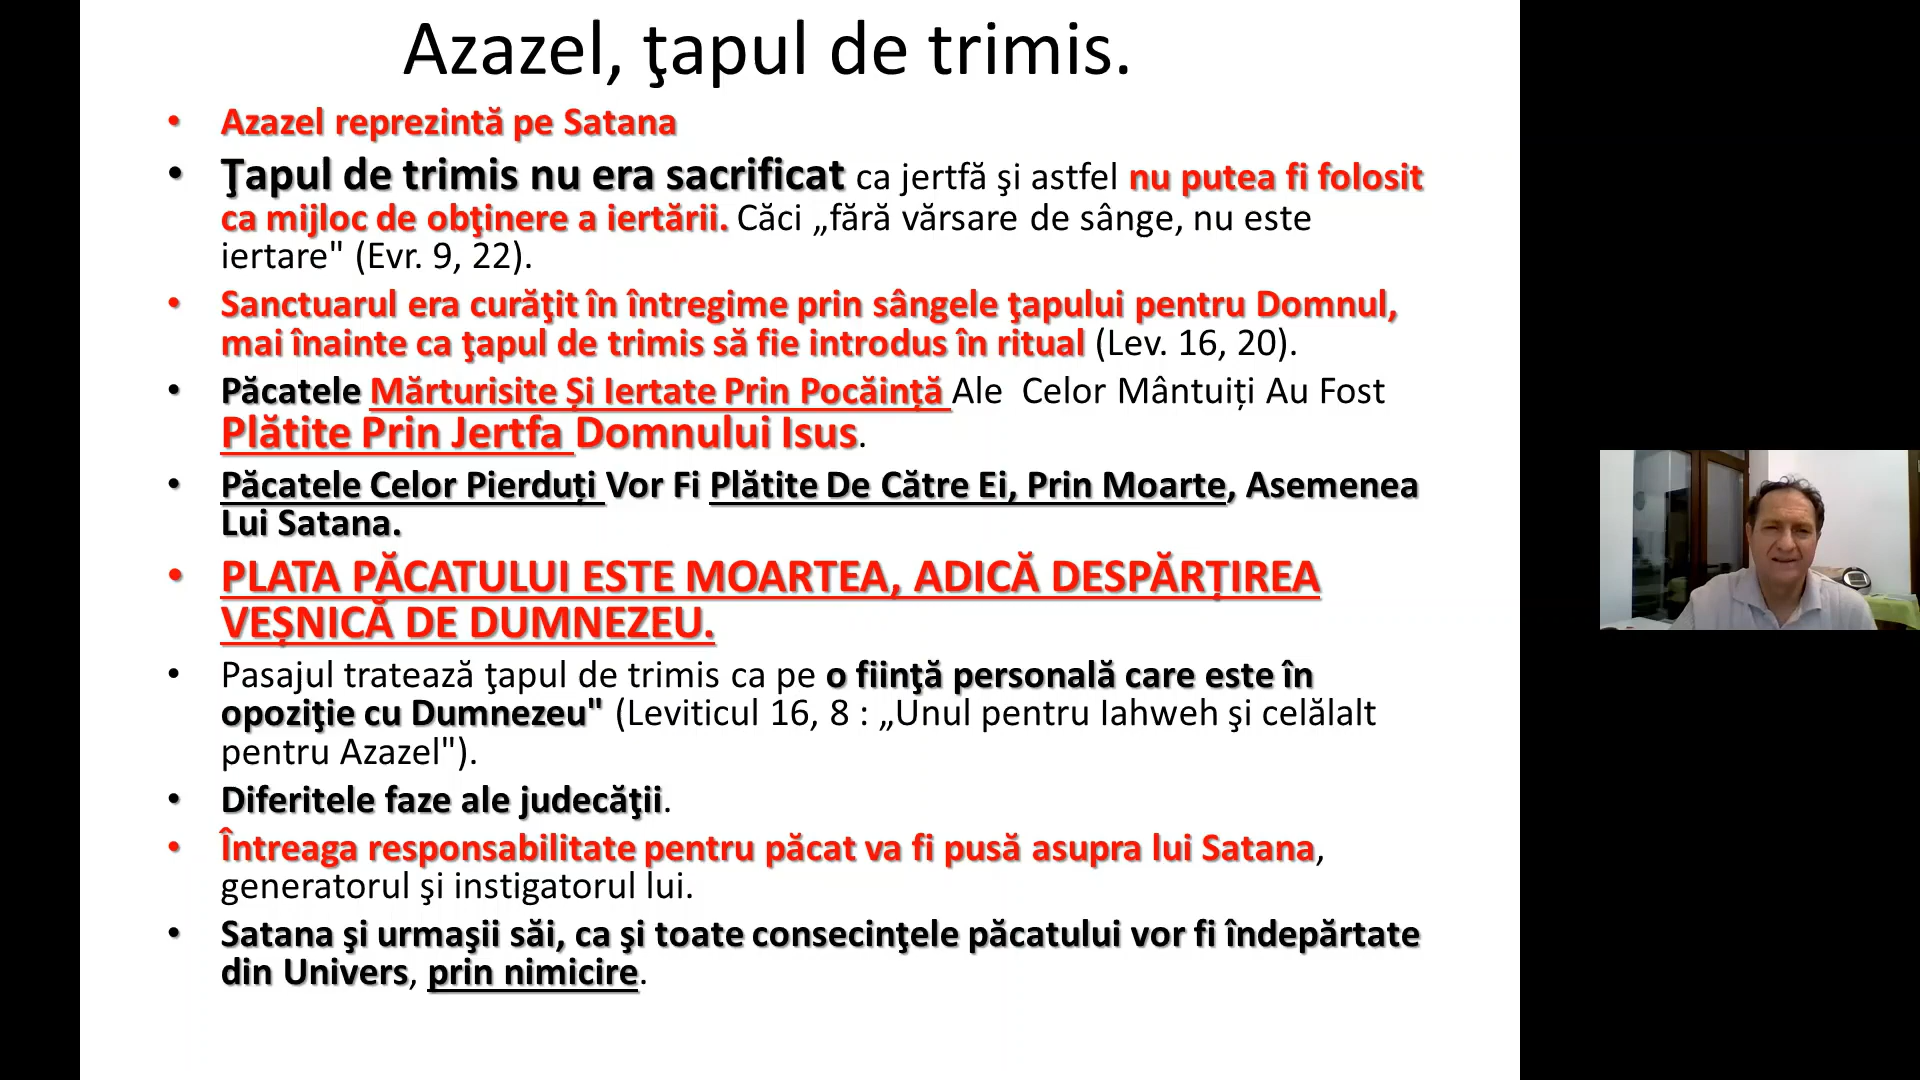 Azazel, ţapul de trimis.
• Azazel reprezintă pe Satana
• Ţapul de trimis nu era sacrificat ca jertfă şi astfel nu putea fi folosit
ca mijloc de obţinere a iertării. Căci „fără vărsare de sânge, nu este
iertare" (Evr. 9, 22).
• Sanctuarul era curăţit în întregime prin sângele ţapului pentru Domnul,
mai înainte ca ţapul de trimis să fie introdus în ritual (Lev. 16, 20).
• Păcatele Mărturisite Și Iertate Prin Pocăință Ale Celor Mântuiți Au Fost
Plătite Prin Jertfa Domnului Isus.
• Păcatele Celor Pierduți Vor Fi Plătite De Către Ei, Prin Moarte, Asemenea
Lui Satana.
• PLATA PĂCATULUI ESTE MOARTEA, ADICĂ DESPĂRȚIREA
VEȘNICĂ DE DUMNEZEU.
• Pasajul tratează ţapul de trimis ca pe o fiinţă personală care este în
opoziţie cu Dumnezeu" (Leviticul 16, 8 : „Unul pentru Iahweh şi celălalt
pentru Azazel").
• Diferitele faze ale judecăţii.
• Întreaga responsabilitate pentru păcat va fi pusă asupra lui Satana,
generatorul şi instigatorul lui.
• Satana şi urmaşii săi, ca şi toate consecinţele păcatului vor fi îndepărtate
din Univers, prin nimicire.